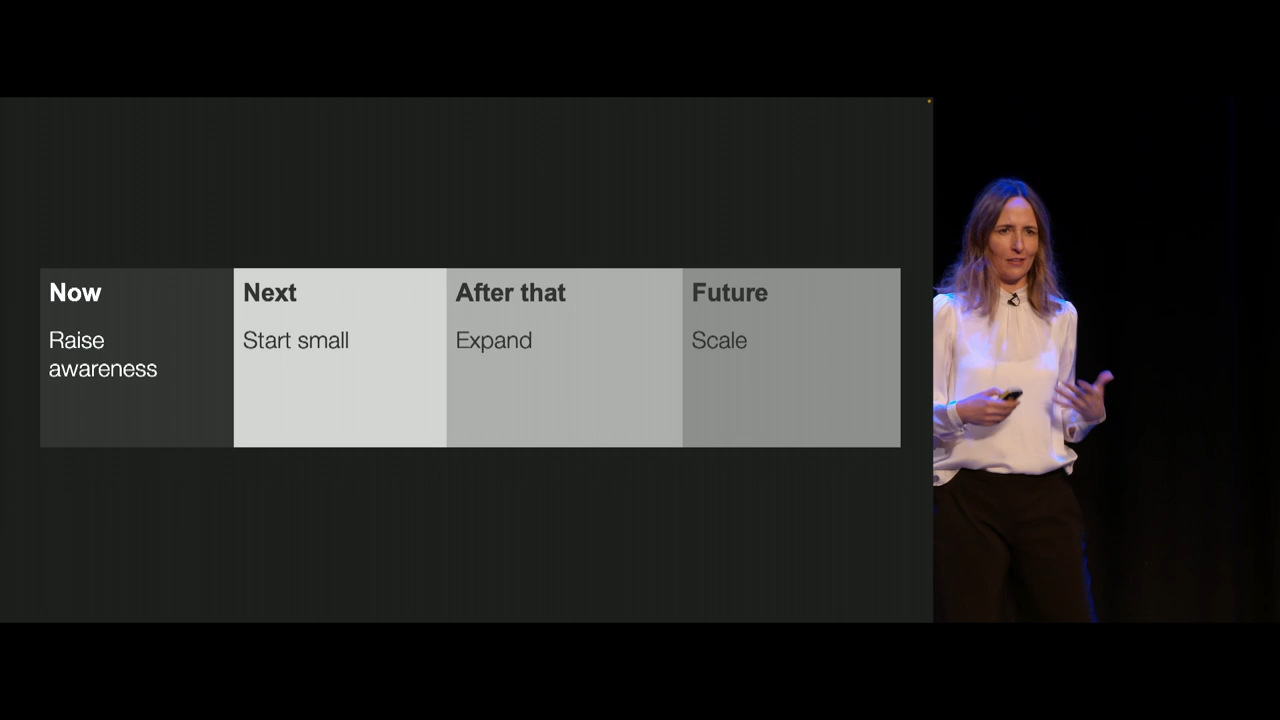 Now
Raise
awareness
Next
Start small
After that
Expand
Future
Scale